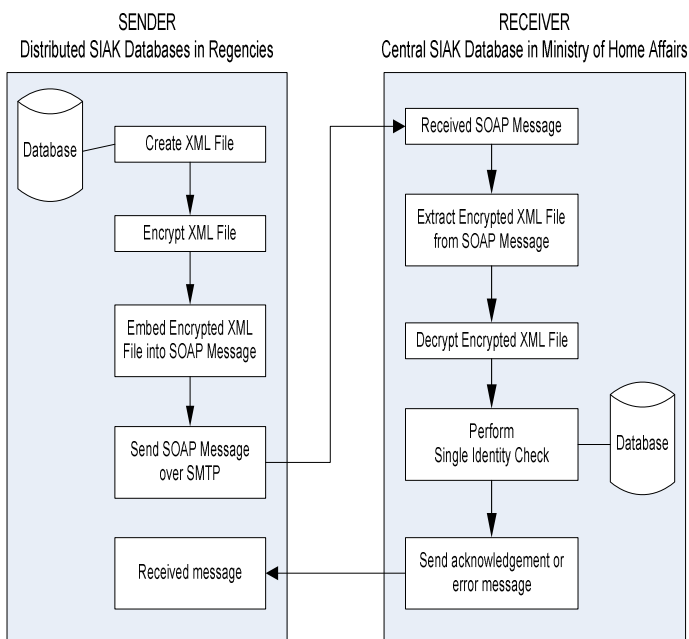 SENDER
Distributed SIAK Databases in Regencies
Database
Create XML File
Encrypt XML File
Embed Encrypted XML
File into SOAP Message
Send SOAP Message
over SMTP
Received message
RECEIVER
Central SIAK Database in Ministry of Home Affairs
Received SOAP Message
Extract Encrypted XML File
from SOAP Message
Decrypt Encrypted XML File
Perform
Single Identity Check
Database
Send acknowledgement or
error message